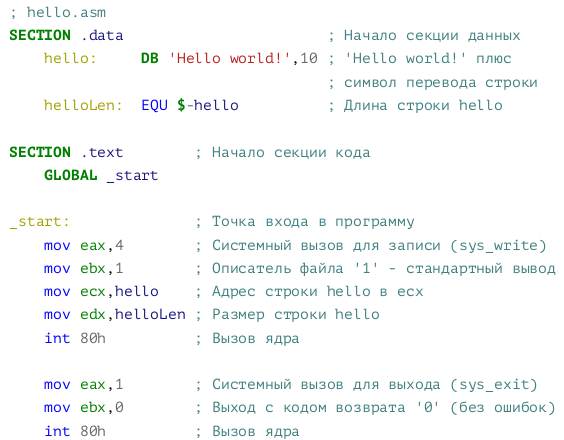 ; hello.asm
SECTION .data                        ; Начало секции данных
    hello:     DB 'Hello world!',10 ; 'Hello world!' плюс
                                     ; символ перевода строки
    helloLen:  EQU $-hello          ; Длина строки hello

SECTION .text        ; Начало секции кода
    GLOBAL _start

_start:              ; Точка входа в программу
    mov eax,4        ; Системный вызов для записи (sys_write)
    mov ebx,1        ; Описатель файла '1' - стандартный вывод
    mov ecx,hello    ; Адрес строки hello в ecx
    mov edx,helloLen ; Размер строки hello
    int 80h          ; Вызов ядра

    mov eax,1        ; Системный вызов для выхода (sys_exit)
    mov ebx,0        ; Выход с кодом возврата '0' (без ошибок)
    int 80h          ; Вызов ядра